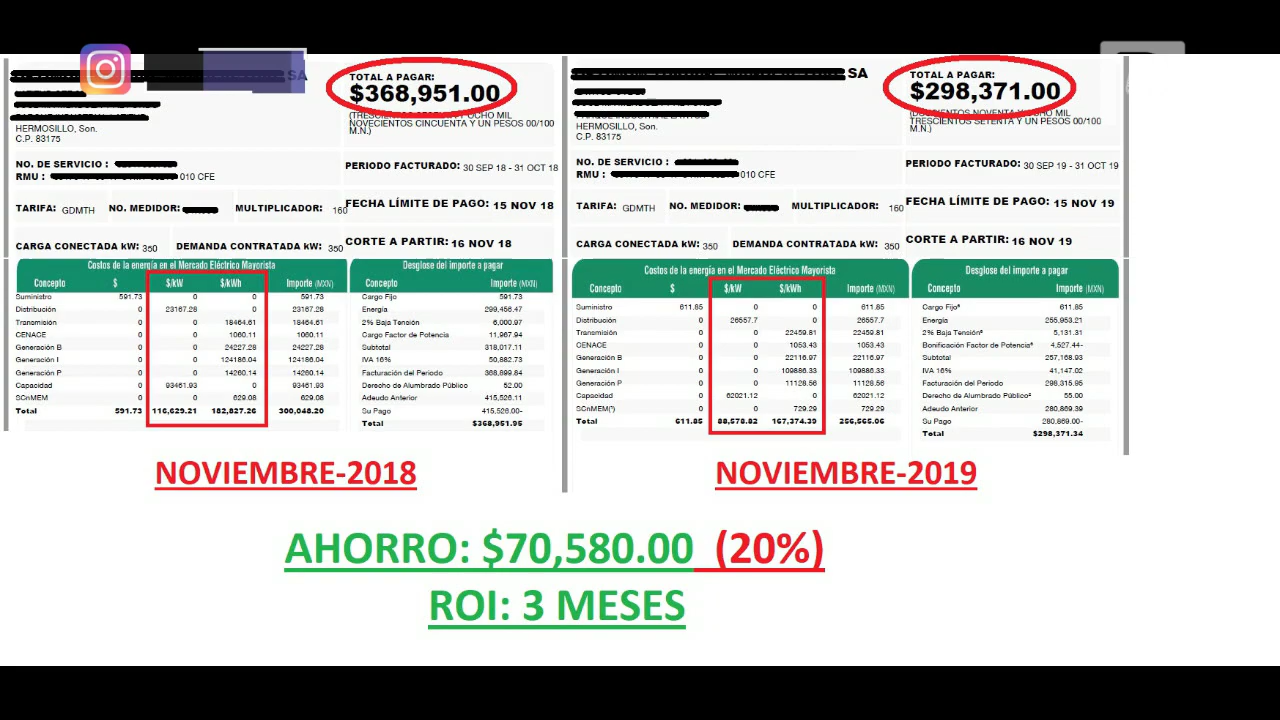 SA
TOTAL A PAGAR:
$368,951.00
NOVECIENTOS CINCUENTA Y UN PESOS 00/100
M.N.)
HERMOSILLO, Son.
C.P. 83175
NO. DE SERVICIO :
RMU : 010 CFE
PERIODO FACTURADO: 30 SEP 18 - 31 OCT 18
TARIFA: GDMTH NO. MEDIDOR: MULTIPLICADOR: 160
FECHA LÍMITE DE PAGO: 15 NOV 18
CARGA CONECTADA kW: 350 DEMANDA CONTRATADA kW: 350
CORTE A PARTIR: 16 NOV 18
Costos de la energía en el Mercado Eléctrico Mayorista
Concepto $ $/kW $/kWh Importe (MXN)
Suministro 591.73 0 0 591.73
Distribución 0 23167.28 0 23167.28
Transmisión 0 0 18464.61 18464.61
CENACE 0 0 1060.11 1060.11
Generación B 0 0 24227.28 24227.28
Generación I 0 0 124186.04 124186.04
Generación P 0 0 14260.14 14260.14
Capacidad 0 93461.93 0 93461.93
SCnMEM 0 0 629.08 629.08
Total 591.73 116,629.21 182,827.26 300,048.20
Desglose del importe a pagar
Concepto Importe (MXN)
Cargo Fijo 591.73
Energía 299,456.47
2% Baja Tensión 6,000.97
Cargo Factor de Potencia 11,967.94
Subtotal 318,017.11
IVA 16% 50,882.73
Facturación del Periodo 368,899.84
Derecho de Alumbrado Público 52.00
Adeudo Anterior 415,526.11
Su Pago 415,526.00-
Total $368,951.95
NOVIEMBRE-2018
SA
TOTAL A PAGAR:
$298,371.00
TRESCIENTOS SETENTA Y UN PESOS 00/100
M.N.)
HERMOSILLO, Son.
C.P. 83175
NO. DE SERVICIO :
RMU : 010 CFE
PERIODO FACTURADO: 30 SEP 19 - 31 OCT 19
TARIFA: GDMTH NO. MEDIDOR: MULTIPLICADOR: 160
FECHA LÍMITE DE PAGO: 15 NOV 19
CARGA CONECTADA kW: 350 DEMANDA CONTRATADA kW: 350
CORTE A PARTIR: 16 NOV 19
Costos de la energía en el Mercado Eléctrico Mayorista
Concepto $ $/kW $/kWh Importe (MXN)
Suministro 611.85 0 0 611.85
Distribución 0 26557.7 0 26557.7
Transmisión 0 0 22459.81 22459.81
CENACE 0 0 1053.43 1053.43
Generación B 0 0 22116.97 22116.97
Generación I 0 0 109886.33 109886.33
Generación P 0 0 11128.56 11128.56
Capacidad 0 62021.12 0 62021.12
SCnMEM(*) 0 0 729.29 729.29
Total 611.85 88,578.82 167,374.39 256,565.06
Desglose del importe a pagar
Concepto Importe (MXN)
Cargo Fijo 611.85
Energía 255,953.21
2% Baja Tensión 5,131.31
Bonificación Factor de Potencia 4,527.44-
Subtotal 257,168.93
IVA 16% 41,147.02
Facturación del Periodo 298,315.95
Derecho de Alumbrado Público 55.00
Adeudo Anterior 280,869.39
Su Pago 280,869.00-
Total $298,371.34
NOVIEMBRE-2019
AHORRO: $70,580.00 (20%)
ROI: 3 MESES